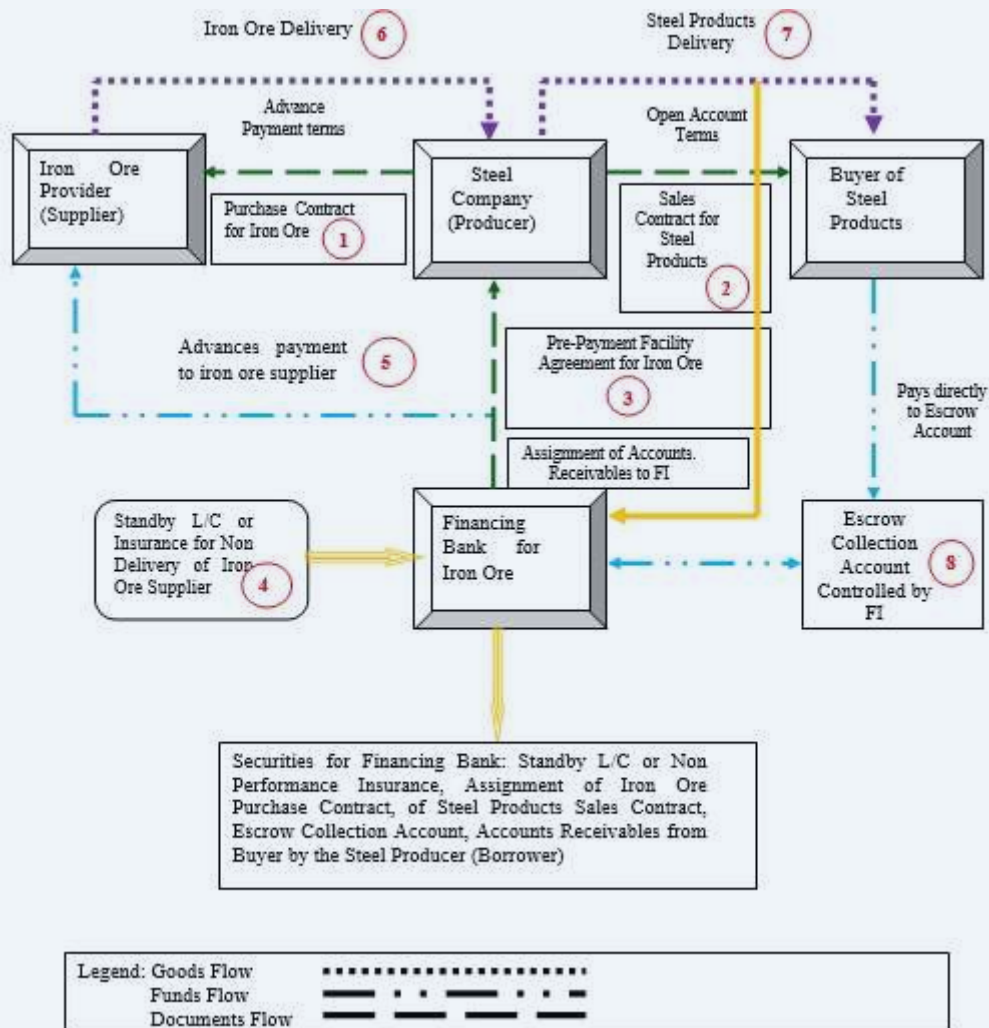 Iron Ore Delivery 6
Steel Products
Delivery 7
Advance
Payment terms
Open Account
Terms
Iron Ore
Provider
(Supplier)
Steel
Company
(Producer)
Buyer of
Steel
Products
Purchase Contract
for Iron Ore 1
Sales
Contract for
Steel
Products
2
Advances payment
to iron ore supplier 5
Pre-Payment Facility
Agreement for Iron Ore
3
Pays directly
to Escrow
Account
Assignment of Accounts.
Receivables to FI
Standby L/C or
Insurance for Non
Delivery of Iron
Ore Supplier 4
Financing
Bank for
Iron Ore
Escrow
Collection
Account
Controlled by
FI
8
Securities for Financing Bank: Standby L/C or Non
Performance Insurance, Assignment of Iron Ore
Purchase Contract, of Steel Products Sales Contract,
Escrow Collection Account, Accounts Receivables from
Buyer by the Steel Producer (Borrower)
Legend: Goods Flow
Funds Flow
Documents Flow